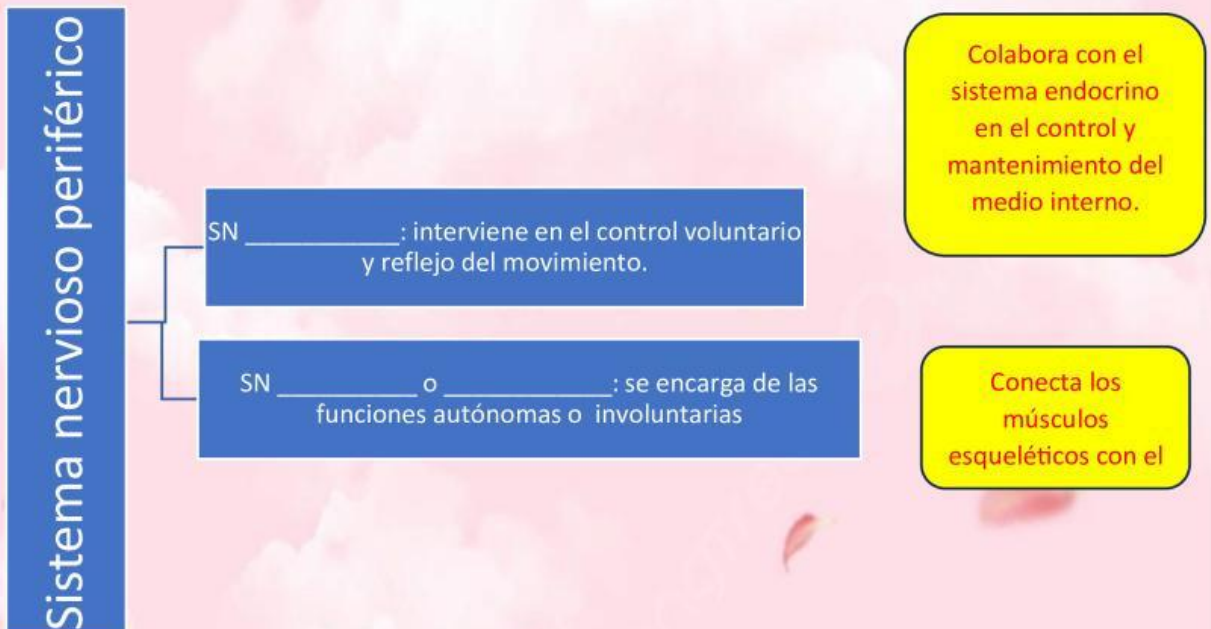 Sistema nervioso periférico
Colabora con el
sistema endocrino
en el control y
mantenimiento del
medio interno.
SN ___________: interviene en el control voluntario
y reflejo del movimiento.
SN __________ o ____________: se encarga de las
funciones autónomas o involuntarias
Conecta los
músculos
esqueléticos con el